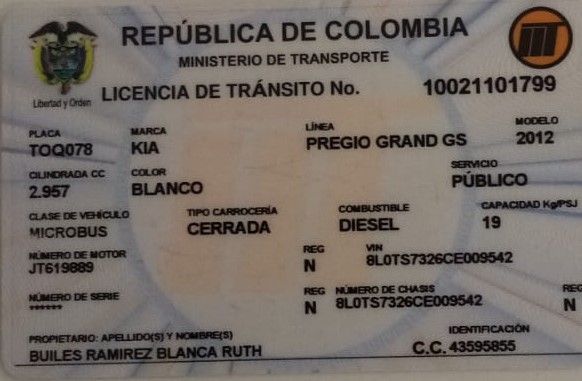 REPÚBLICA DE COLOMBIA
MINISTERIO DE TRANSPORTE
Libertad y Orden
LICENCIA DE TRÁNSITO No. 10021101799
PLACA MARCA LÍNEA MODELO
TOQ078 KIA PREGIO GRAND GS 2012
CILINDRADA CC COLOR SERVICIO
2.957 BLANCO PÚBLICO
CLASE DE VEHÍCULO TIPO CARROCERÍA COMBUSTIBLE CAPACIDAD Kg/PSJ
MICROBUS CERRADA DIESEL 19
NÚMERO DE MOTOR REG VIN
JT619889 N 8L0TS7326CE009542
NÚMERO DE SERIE REG NÚMERO DE CHASIS REG
****** N 8L0TS7326CE009542 N
PROPIETARIO: APELLIDO(S) Y NOMBRE(S) IDENTIFICACIÓN
BUILES RAMIREZ BLANCA RUTH C.C. 43595855